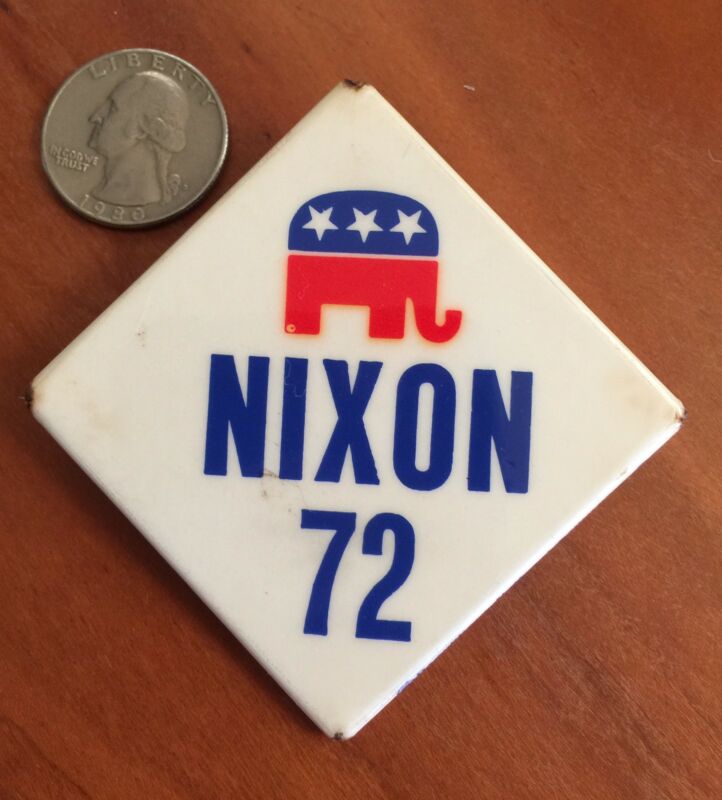 LIBERTY
IN GOD WE
TRUST
1980
©
NIXON
72